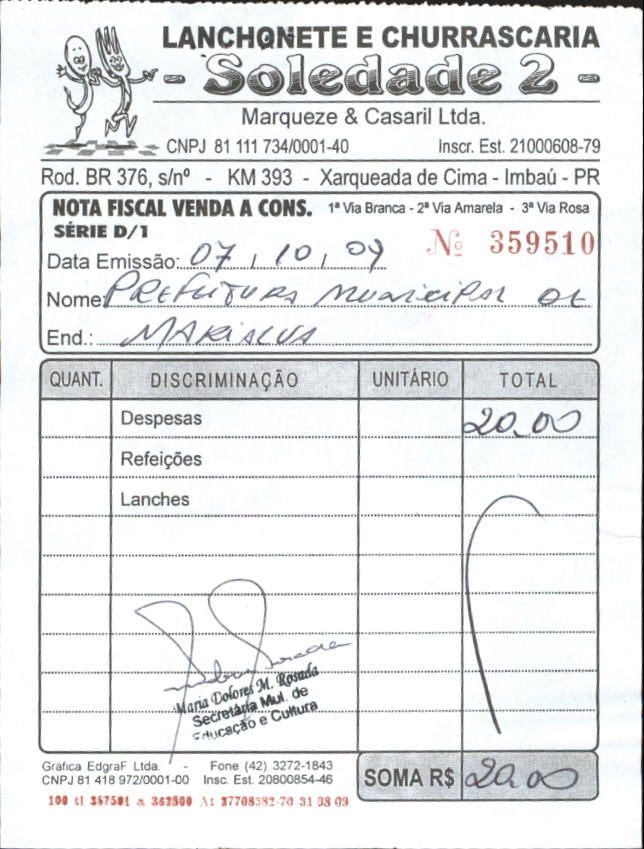 LANCHONETE E CHURRASCARIA
- Soledade 2 -
Marqueze & Casaril Ltda.
CNPJ 81 111 734/0001-40 Inscr. Est. 21000608-79
Rod. BR 376, s/nº - KM 393 - Xarqueada de Cima - Imbaú - PR
NOTA FISCAL VENDA A CONS. 1ª Via Branca - 2ª Via Amarela - 3ª Via Rosa
SÉRIE D/1
Nº 359510
Data Emissão: 07, 10, 09
Nome: PREFEITURA MUNICIPAL DE
End.: MARIALVA
QUANT. DISCRIMINAÇÃO UNITÁRIO TOTAL
Despesas 20,00
Refeições
Lanches
Maria Dolores M. Rosada
Secretária Mul. de
Educação e Cultura
Gráfica EdgraF Ltda. - Fone (42) 3272-1843
CNPJ 81 418 972/0001-00 Insc. Est. 20800854-46
SOMA R$ 20,00
100 tl 357501 a 362500 At 37708382-70 31 08 09